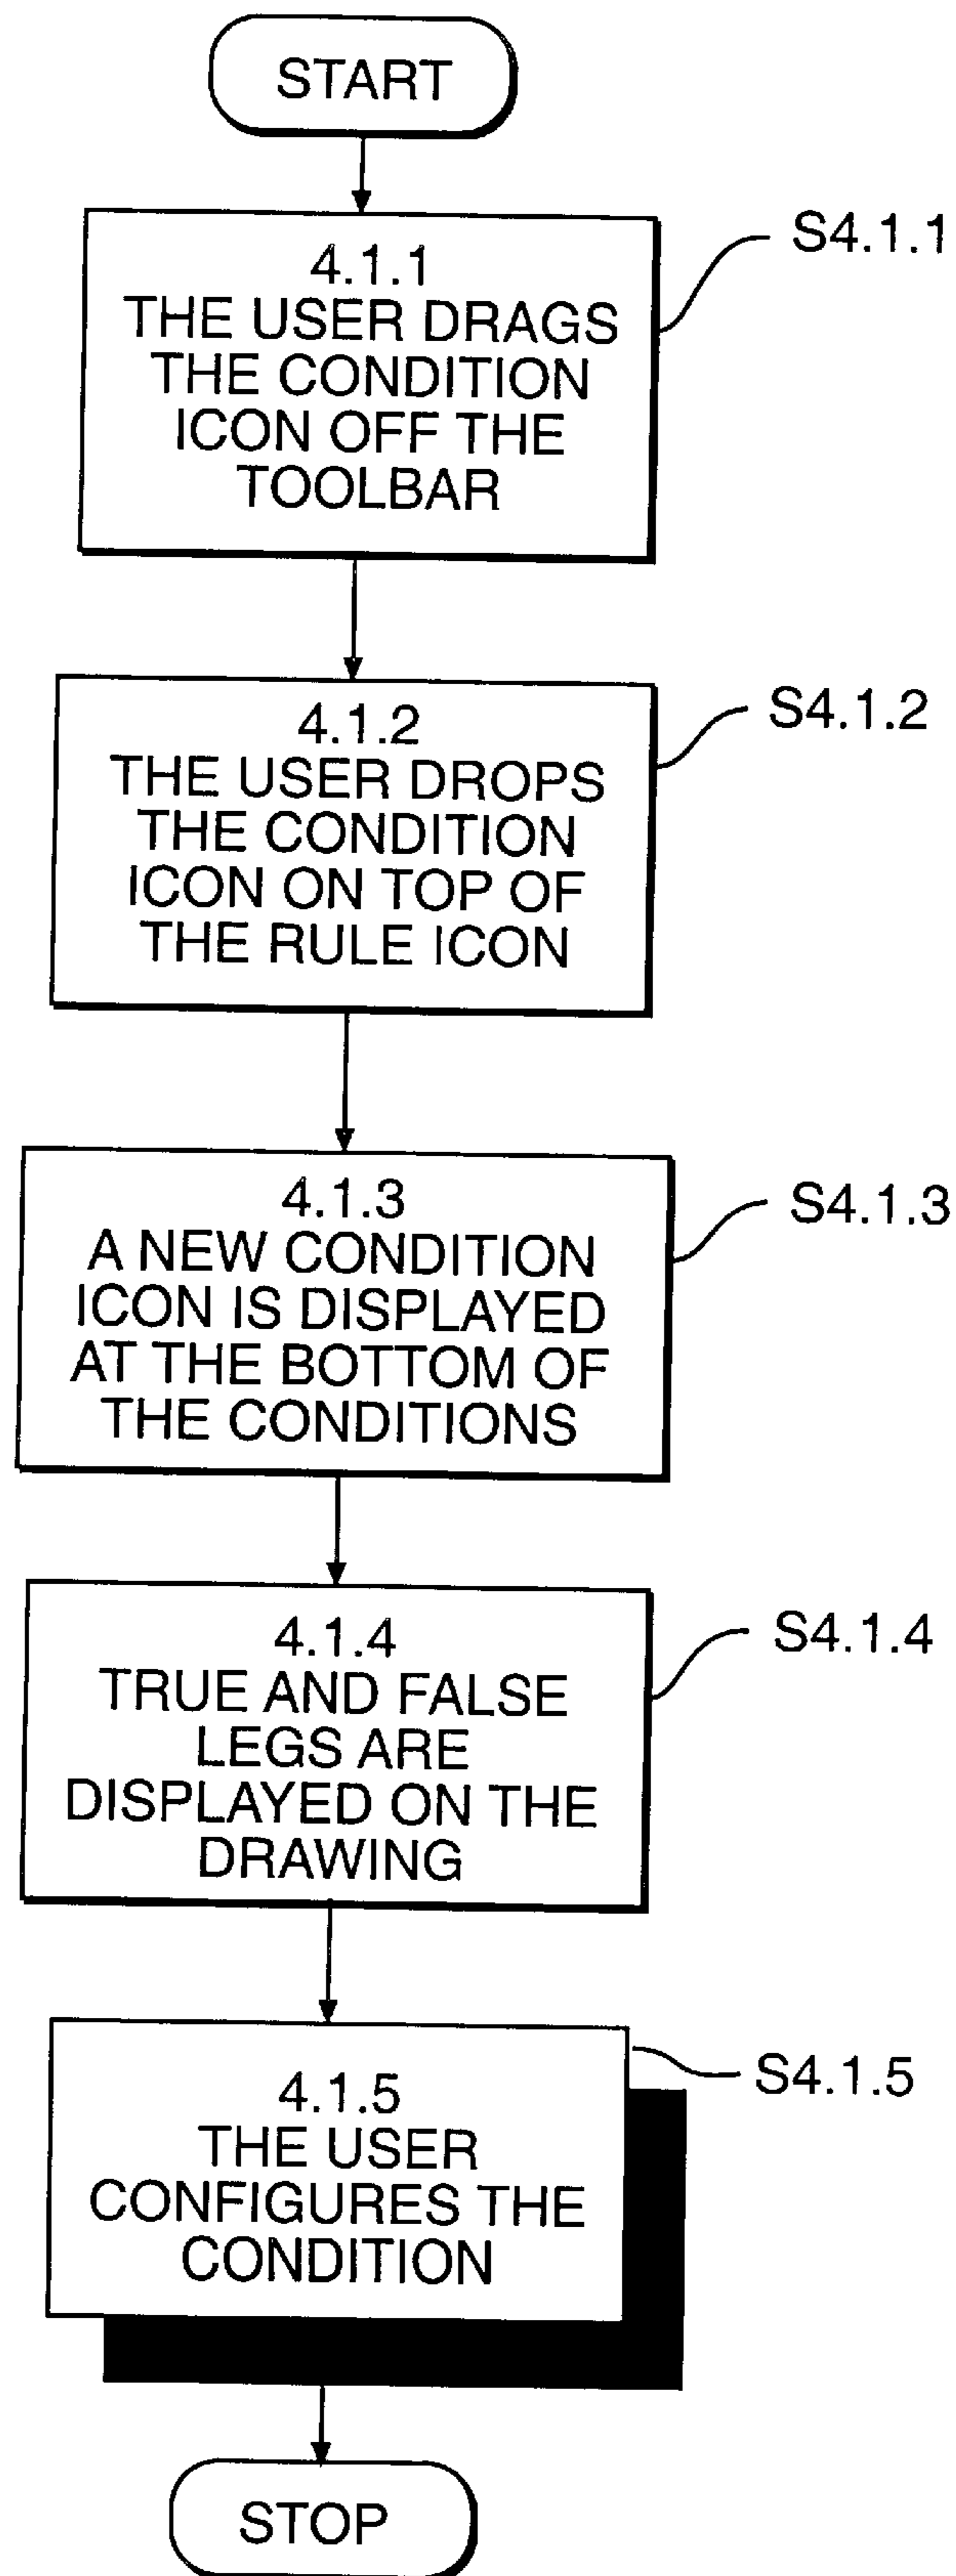 START
S4.1.1
4.1.1
THE USER DRAGS
THE CONDITION
ICON OFF THE
TOOLBAR
S4.1.2
4.1.2
THE USER DROPS
THE CONDITION
ICON ON TOP OF
THE RULE ICON
S4.1.3
4.1.3
A NEW CONDITION
ICON IS DISPLAYED
AT THE BOTTOM OF
THE CONDITIONS
S4.1.4
4.1.4
TRUE AND FALSE
LEGS ARE
DISPLAYED ON THE
DRAWING
S4.1.5
4.1.5
THE USER
CONFIGURES THE
CONDITION
STOP